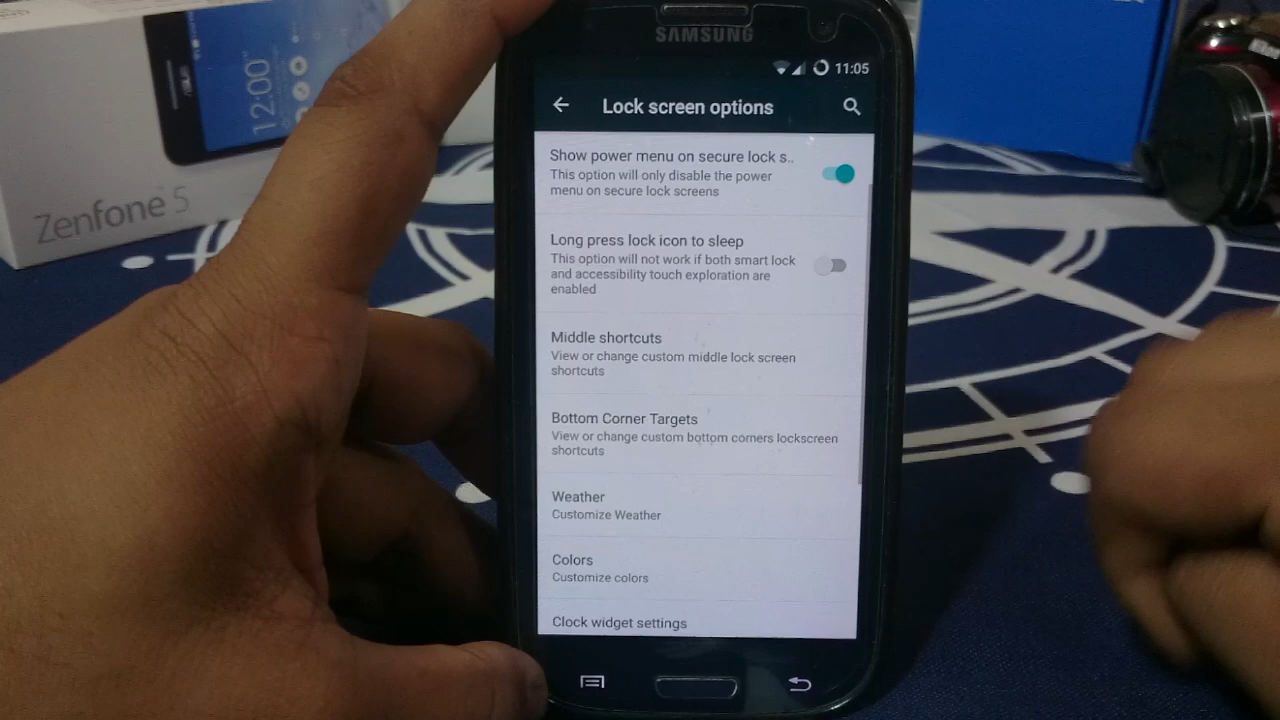 SAMSUNG
11:05
Lock screen options
Show power menu on secure lock s..
This option will only disable the power
menu on secure lock screens
Long press lock icon to sleep
This option will not work if both smart lock
and accessibility touch exploration are
enabled
Middle shortcuts
View or change custom middle lock screen
shortcuts
Bottom Corner Targets
View or change custom bottom corners lockscreen
shortcuts
Weather
Customize Weather
Colors
Customize colors
Clock widget settings
12:00
Zenfone 5